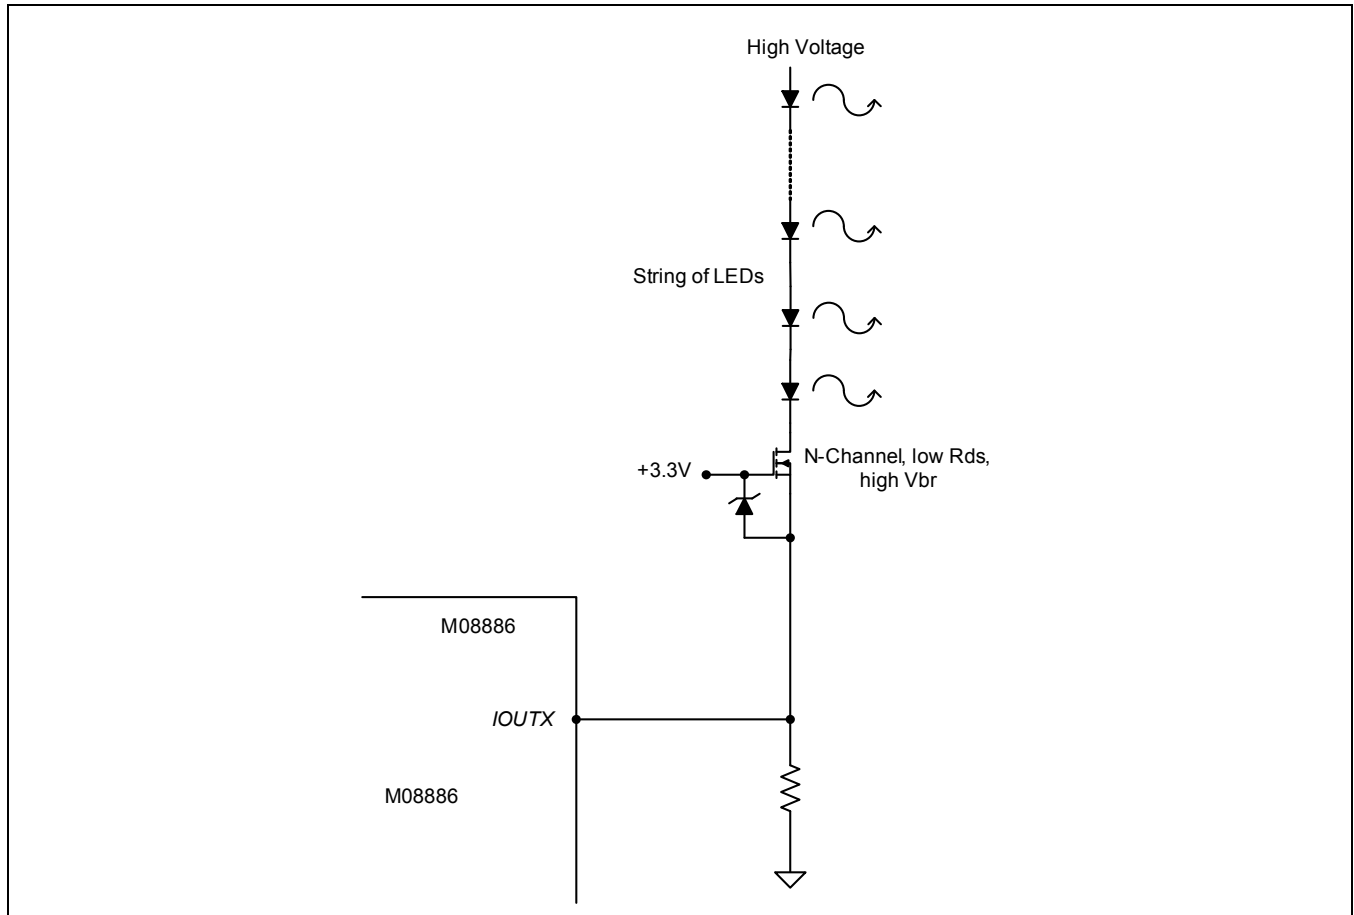 High Voltage
String of LEDs
+3.3V
N-Channel, low Rds,
high Vbr
M08886
IOUTX
M08886